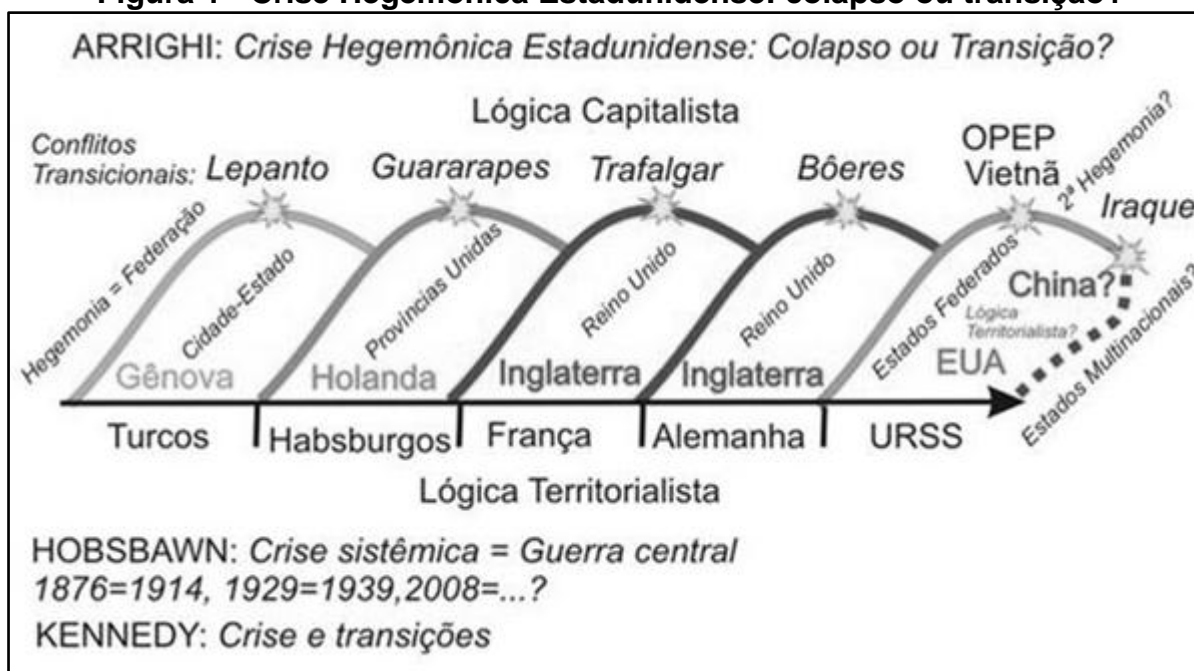 Figura 1 - Crise Hegemônica Estadunidense: colapso ou transição?
ARRIGHI: Crise Hegemônica Estadunidense: Colapso ou Transição?
Lógica Capitalista
Conflitos
Transicionais:
Lepanto
Guararapes
Trafalgar
Bôeres
OPEP
Vietnã
2ª Hegemonia?
Iraque
Hegemonia = Federação
Cidade-Estado
Províncias Unidas
Reino Unido
Reino Unido
Estados Federados
China?
Lógica
Territorialista?
Estados Multinacionais?
Gênova
Holanda
Inglaterra
Inglaterra
EUA
Turcos
Habsburgos
França
Alemanha
URSS
Lógica Territorialista
HOBSBAWN: Crise sistêmica = Guerra central
1876=1914, 1929=1939,2008=...?
KENNEDY: Crise e transições